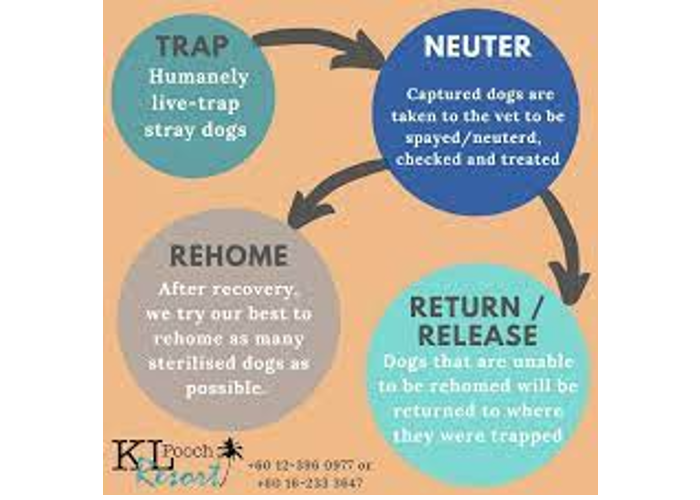 TRAP
Humanely
live-trap
stray dogs
NEUTER
Captured dogs are
taken to the vet to be
spayed/neuterd,
checked and treated
REHOME
After recovery,
we try our best to
rehome as many
sterilised dogs as
possible.
RETURN /
RELEASE
Dogs that are unable
to be rehomed will be
returned to where
they were trapped
KL Pooch
Resort
+60 12-396 0977 or
+60 16-233 3647